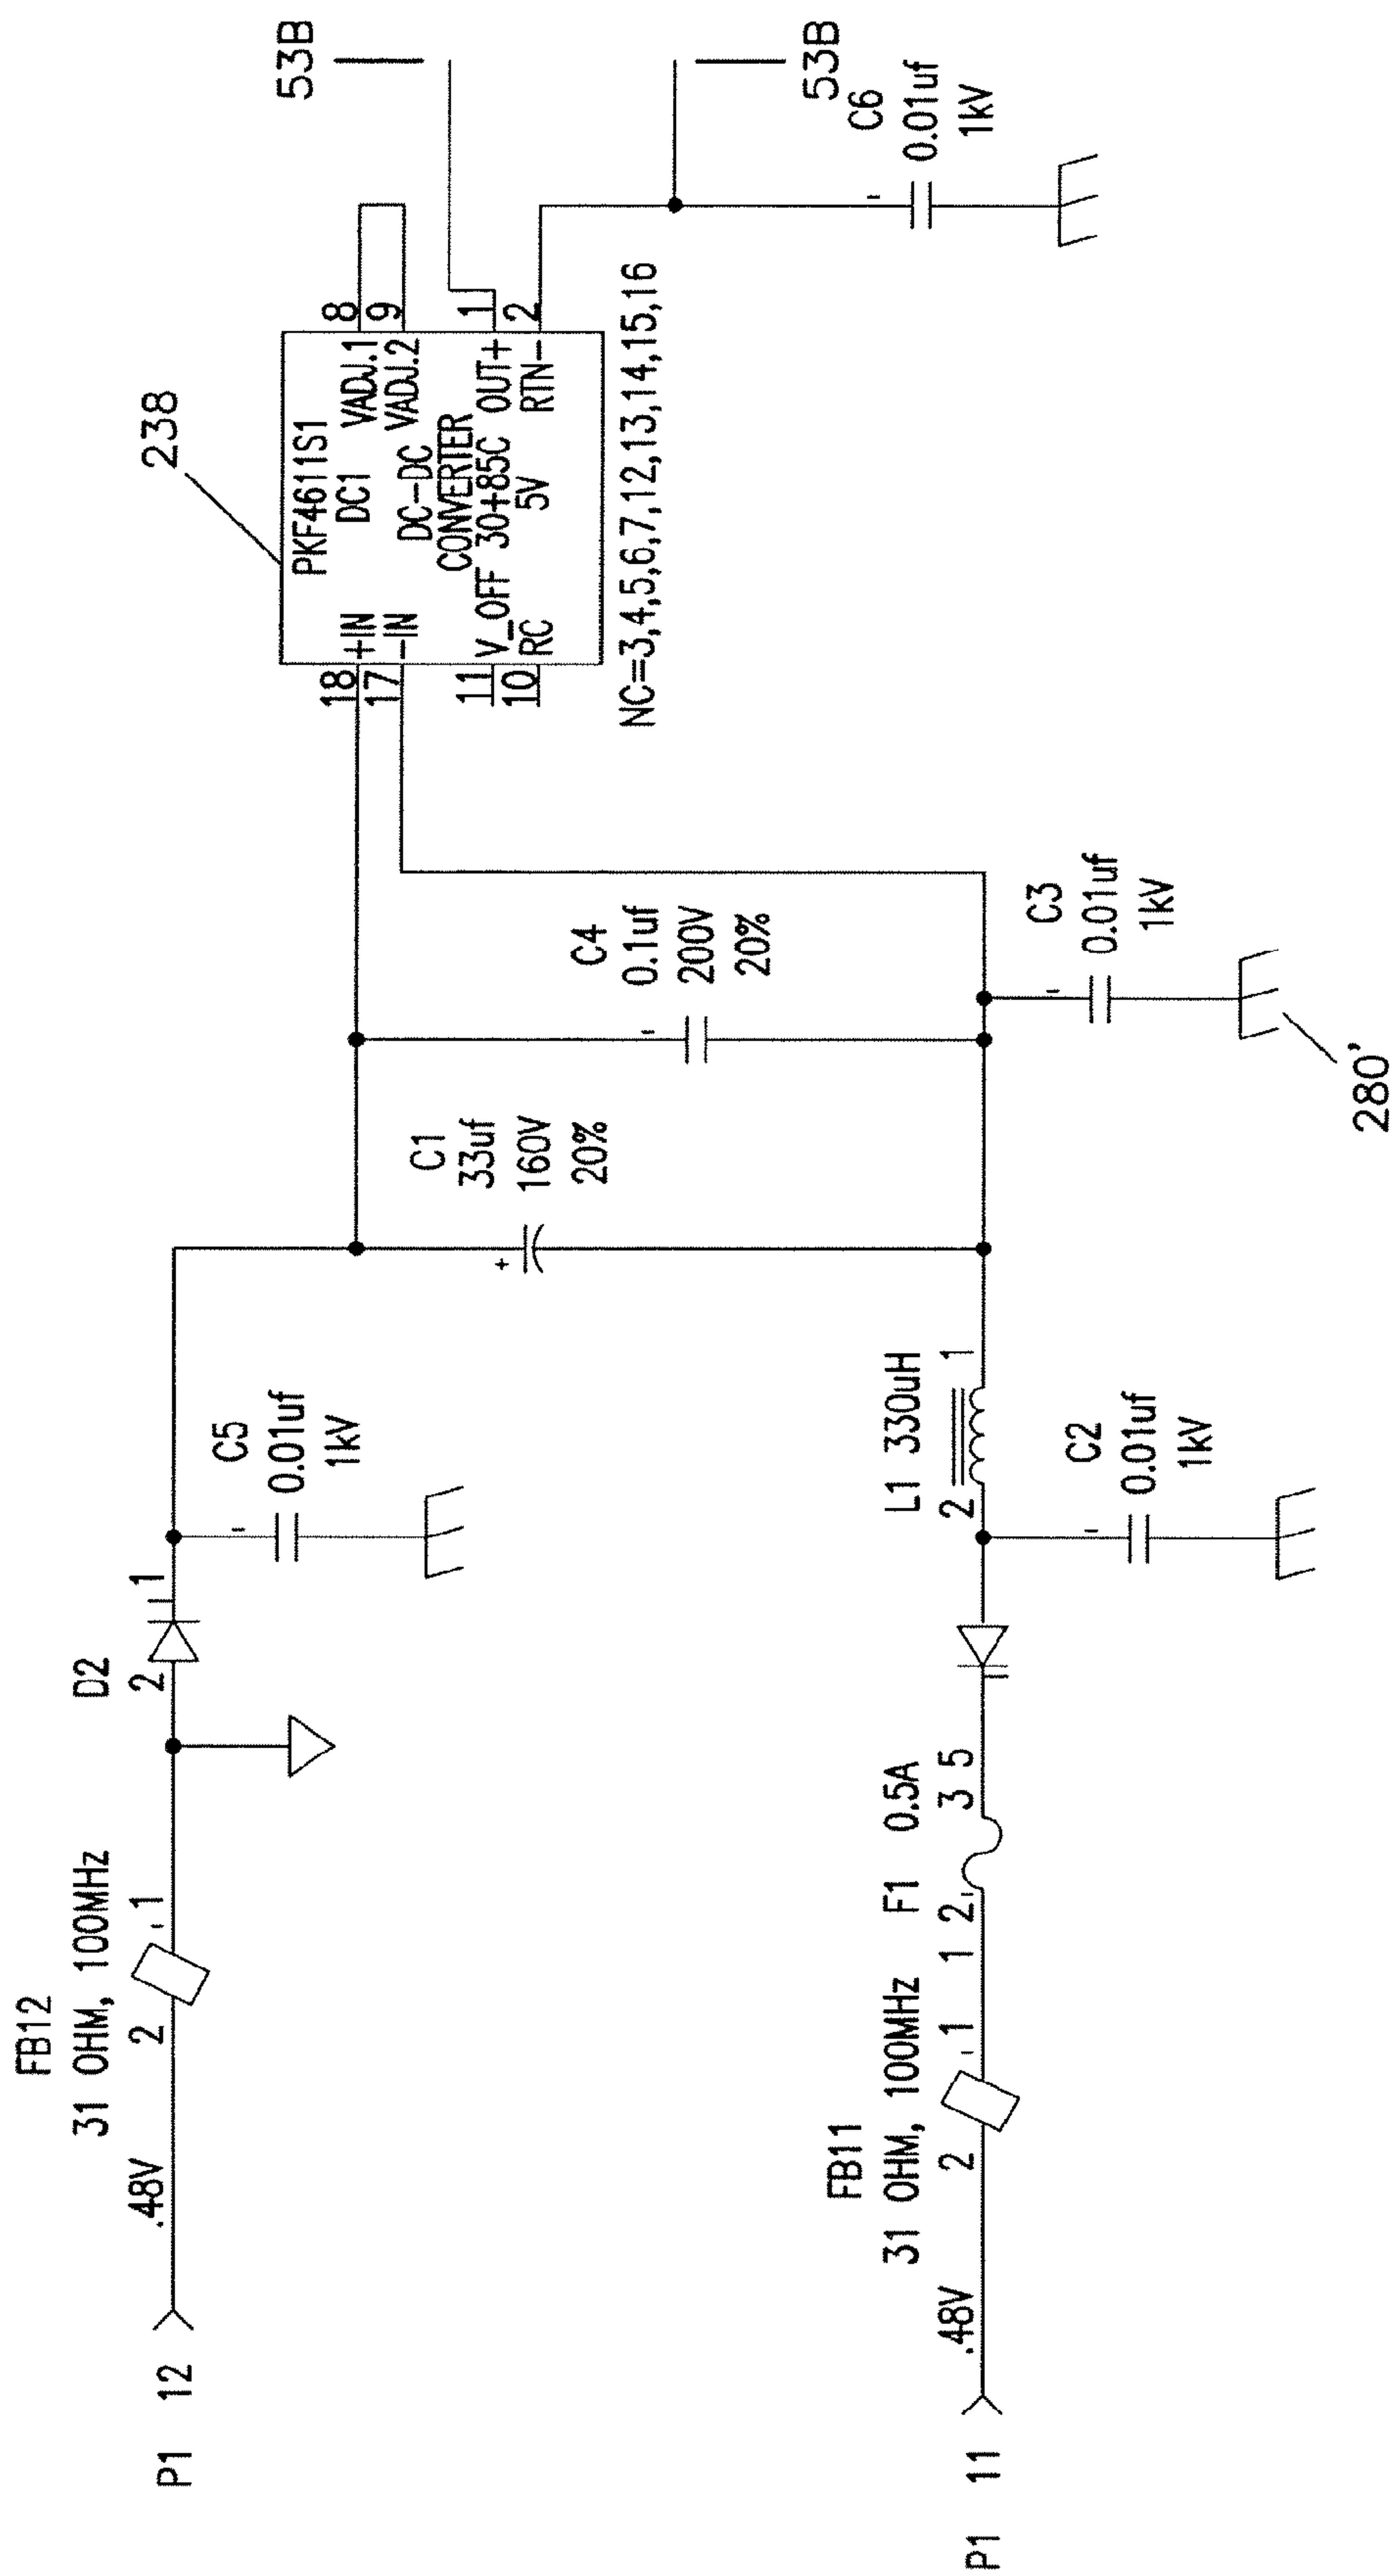 P1 12
.48V
FB12
31 OHM, 100MHz
2 1
D2
2 1
C5
0.01uf
1kV
C1
33uf
160V
20%
C4
0.1uf
200V
20%
238
PKF4611S1
DC1
DC-DC
CONVERTER
30+85C
5V
18 +IN
17 -IN
11 V_OFF
10 RC
VADJ.1 8
VADJ.2 9
OUT+ 1
RTN- 2
NC=3,4,5,6,7,12,13,14,15,16
53B
53B
C6
0.01uf
1kV
P1 11
.48V
FB11
31 OHM, 100MHz
2 1
F1 0.5A
1 2 3 5
L1 330uH
2 1
C2
0.01uf
1kV
C3
0.01uf
1kV
280'